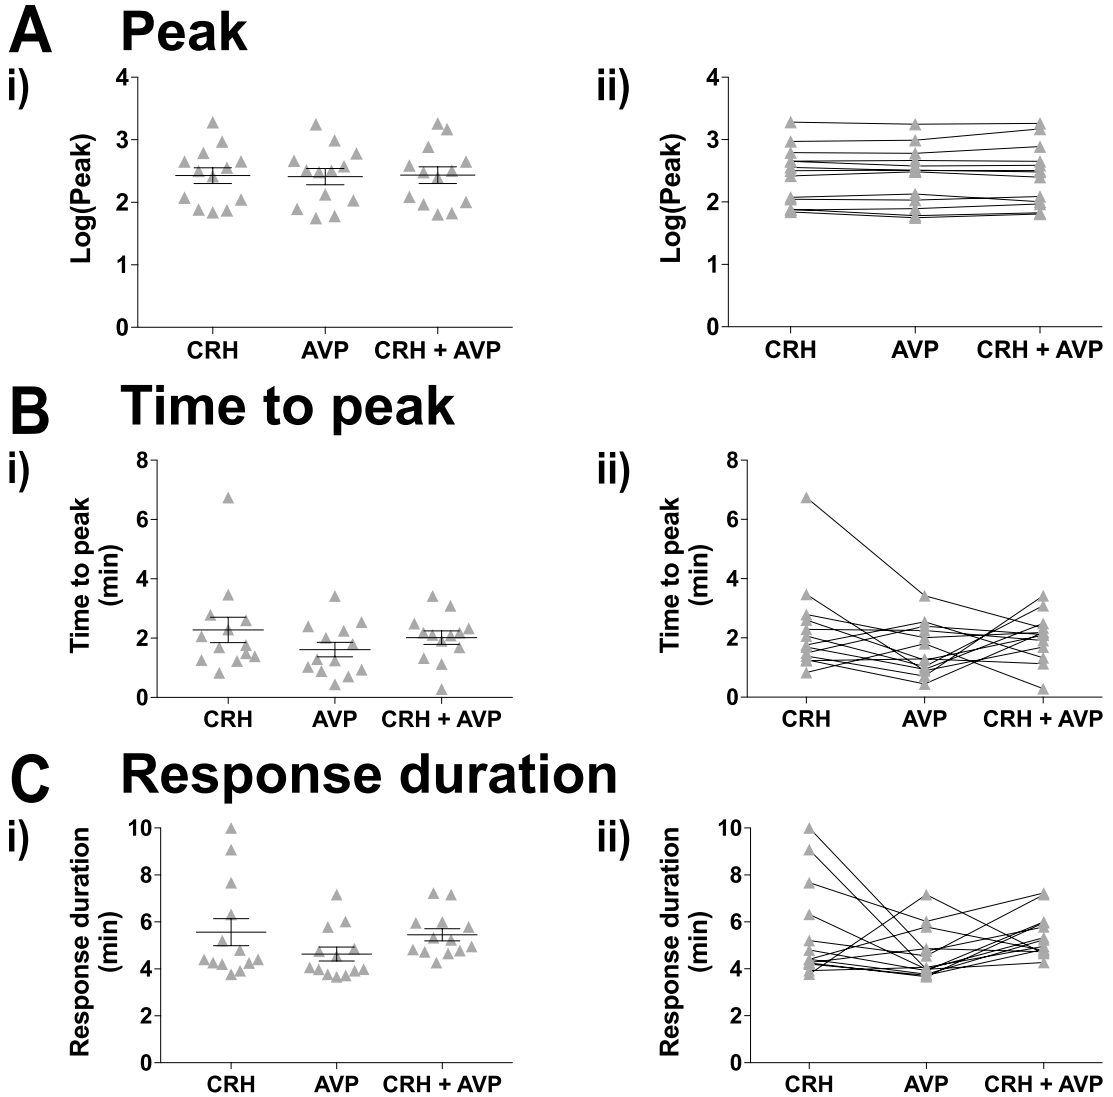 A Peak
i)
ii)
Log(Peak)
4
3
2
1
0
CRH AVP CRH + AVP
Log(Peak)
4
3
2
1
0
CRH AVP CRH + AVP
B Time to peak
i)
ii)
Time to peak
(min)
8
6
4
2
0
CRH AVP CRH + AVP
Time to peak
(min)
8
6
4
2
0
CRH AVP CRH + AVP
C Response duration
i)
ii)
Response duration
(min)
10
8
6
4
2
0
CRH AVP CRH + AVP
Response duration
(min)
10
8
6
4
2
0
CRH AVP CRH + AVP